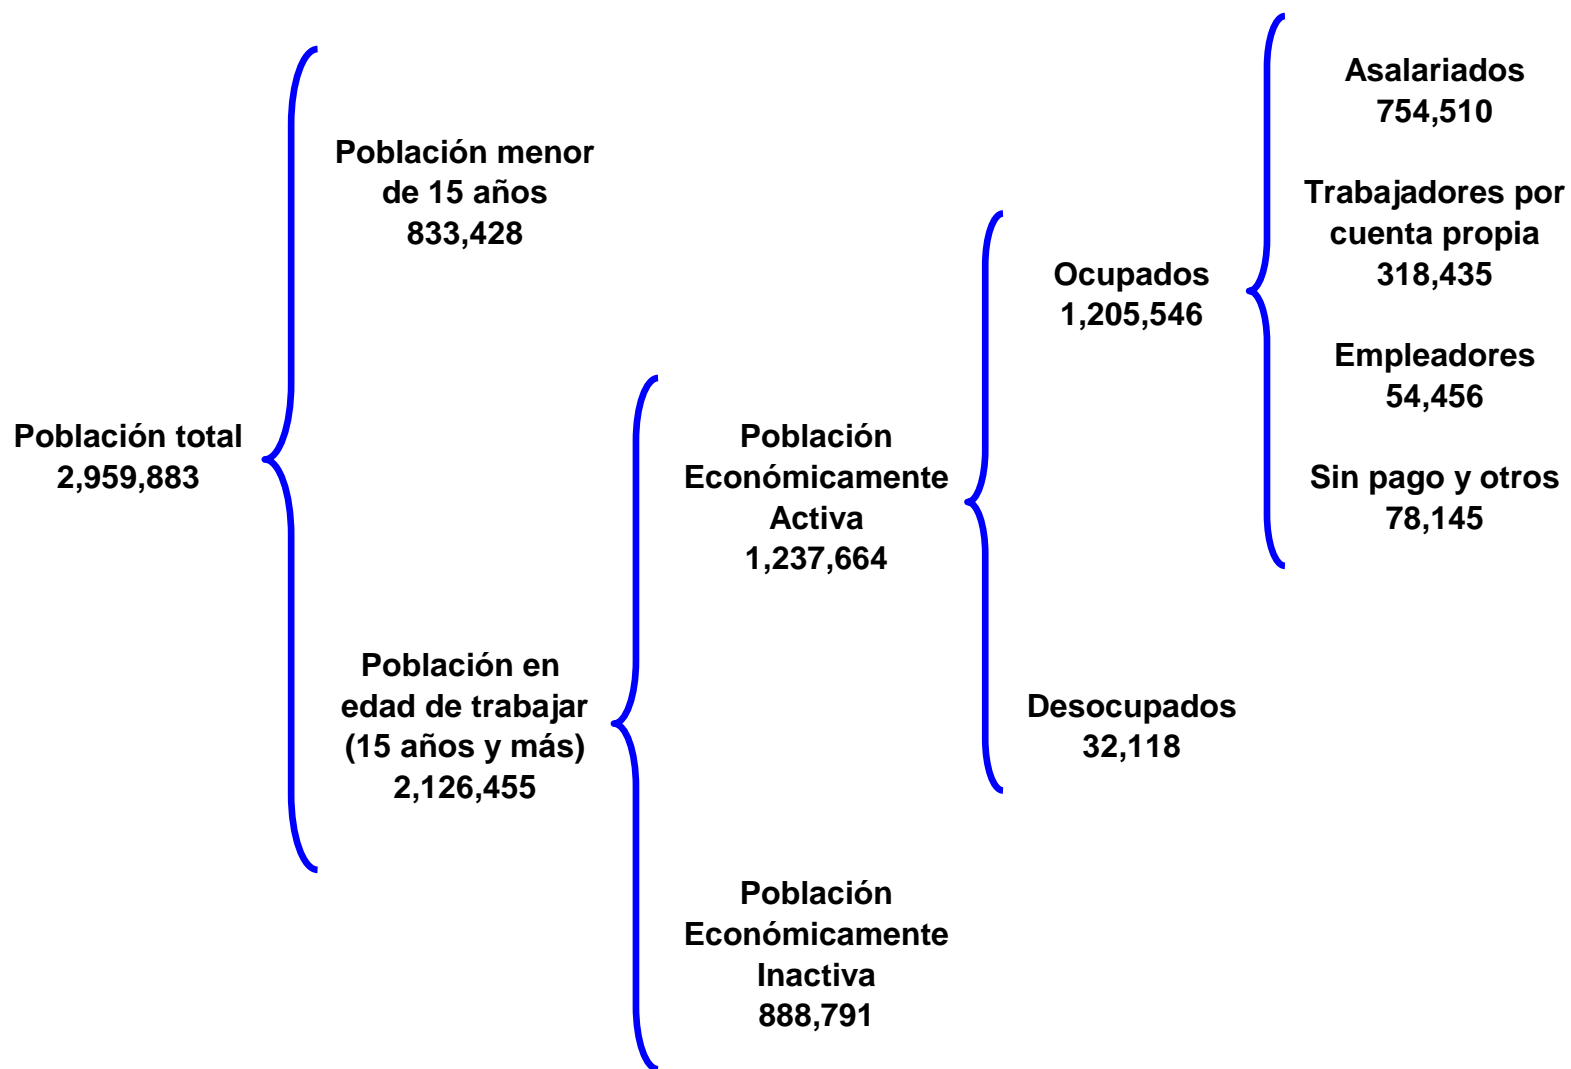 Población total
2,959,883
Población menor
de 15 años
833,428
Población en
edad de trabajar
(15 años y más)
2,126,455
Población
Económicamente
Activa
1,237,664
Población
Económicamente
Inactiva
888,791
Ocupados
1,205,546
Desocupados
32,118
Asalariados
754,510
Trabajadores por
cuenta propia
318,435
Empleadores
54,456
Sin pago y otros
78,145